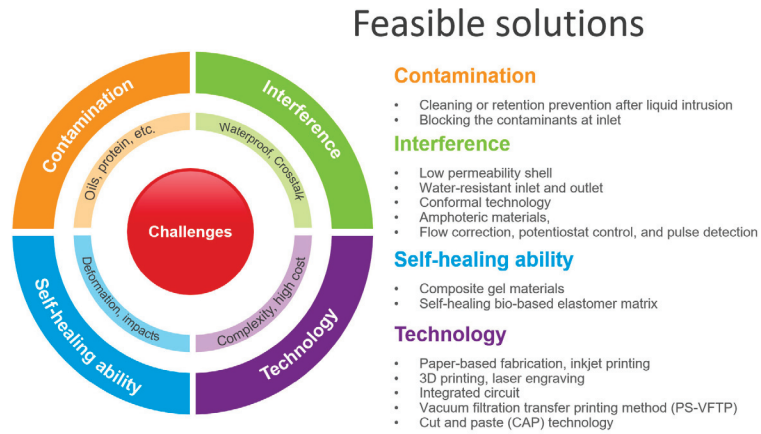 Feasible solutions
Contamination
Interference
Oils, protein, etc.
Waterproof, Crosstalk
Challenges
Deformation, impacts
Complexity, high cost
Self-healing ability
Technology
Contamination
• Cleaning or retention prevention after liquid intrusion
• Blocking the contaminants at inlet
Interference
• Low permeability shell
• Water-resistant inlet and outlet
• Conformal technology
• Amphoteric materials,
• Flow correction, potentiostat control, and pulse detection
Self-healing ability
• Composite gel materials
• Self-healing bio-based elastomer matrix
Technology
• Paper-based fabrication, inkjet printing
• 3D printing, laser engraving
• Integrated circuit
• Vacuum filtration transfer printing method (PS-VFTP)
• Cut and paste (CAP) technology